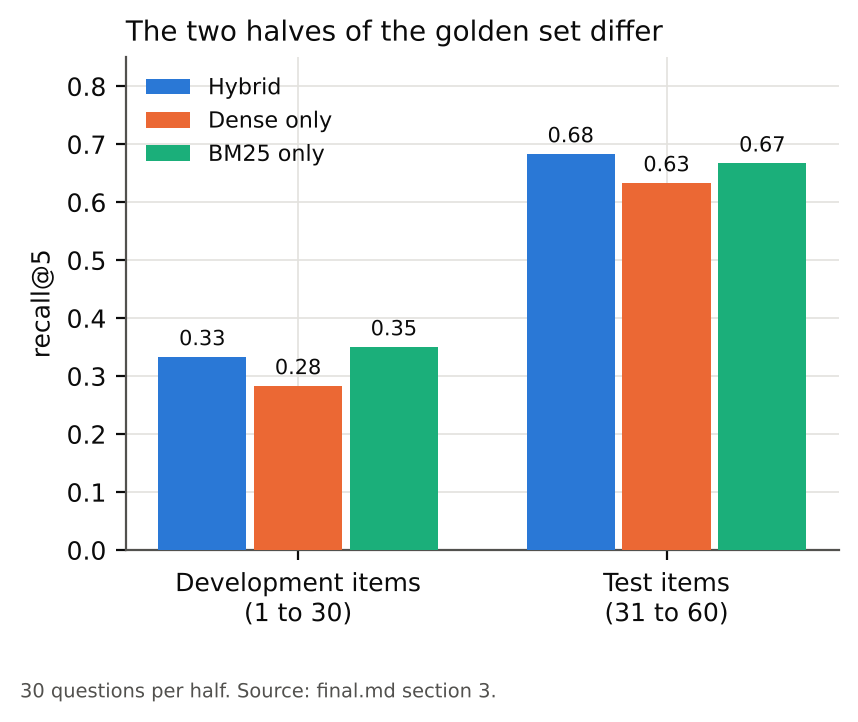 The two halves of the golden set differ
Hybrid
Dense only
BM25 only
recall@5
0.8
0.7
0.6
0.5
0.4
0.3
0.2
0.1
0.0
0.33
0.28
0.35
0.68
0.63
0.67
Development items
(1 to 30)
Test items
(31 to 60)
30 questions per half. Source: final.md section 3.